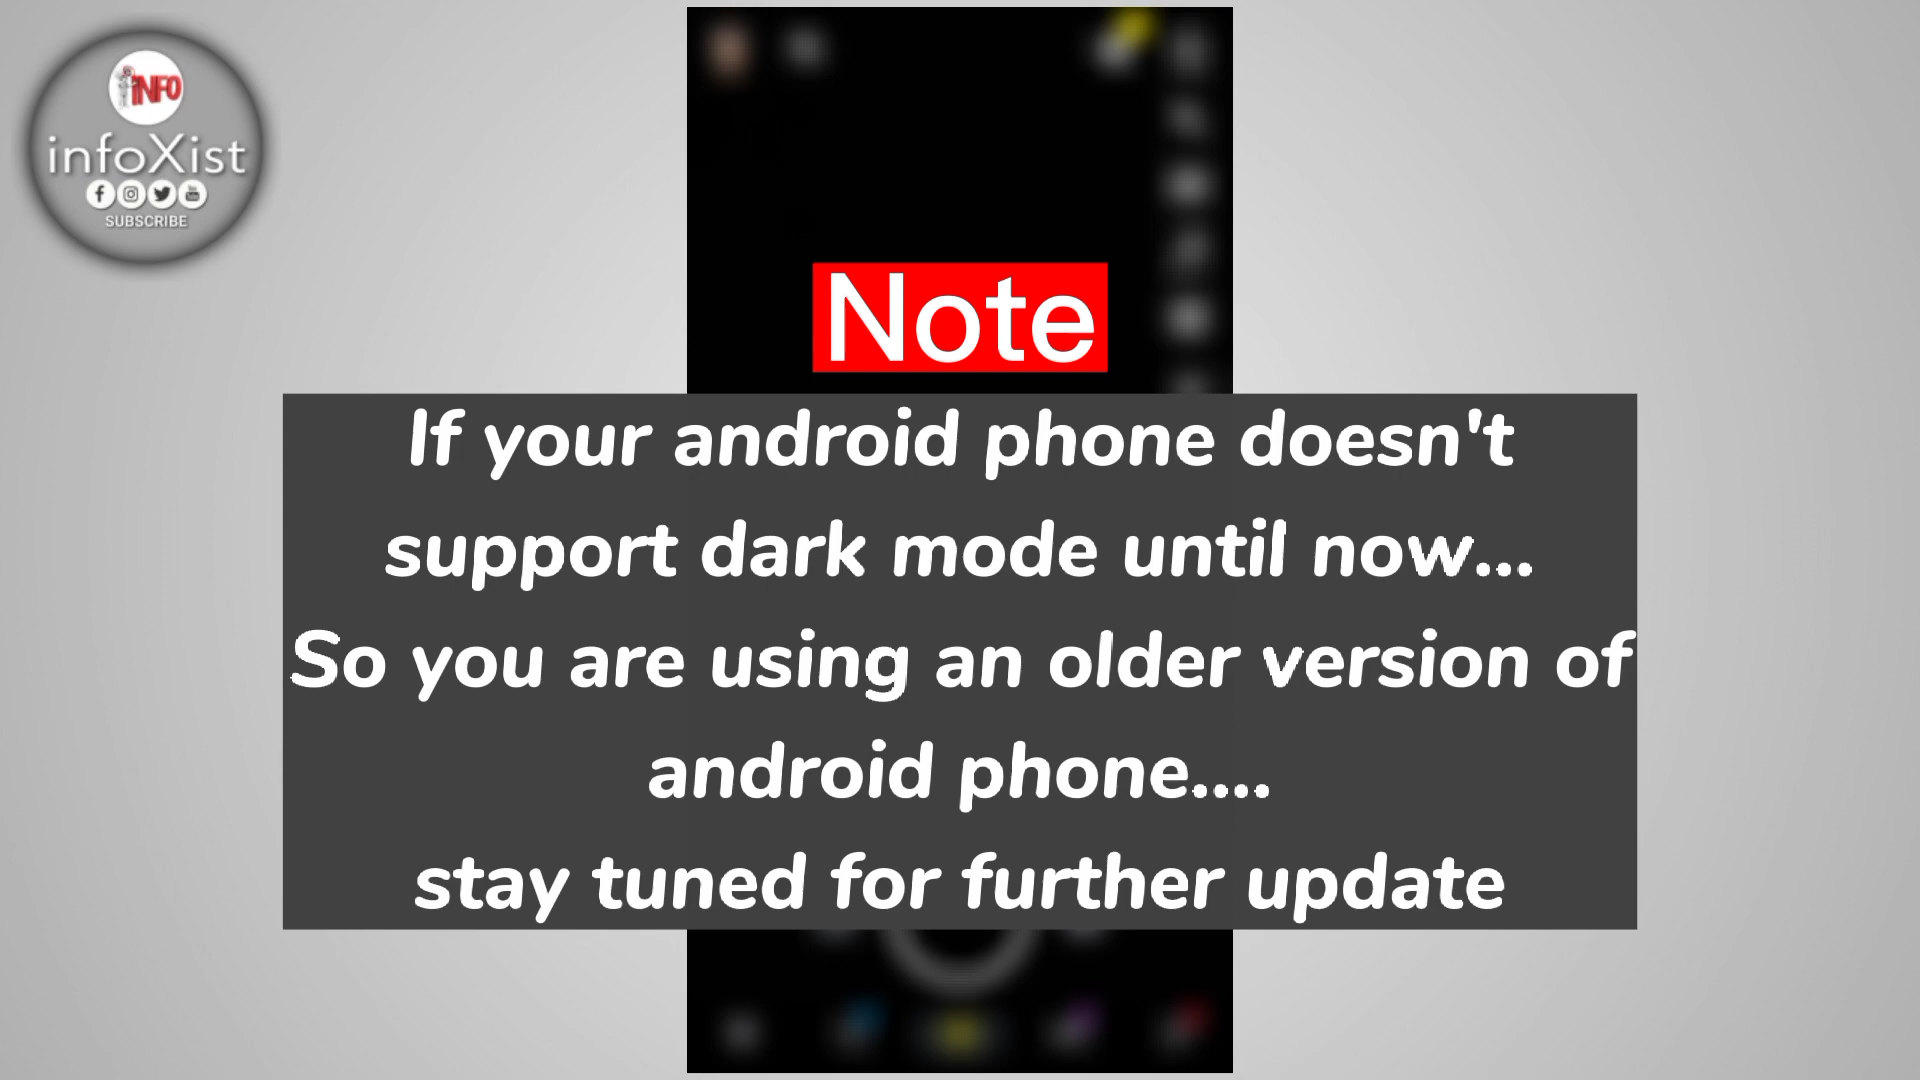 INFO
infoXist
SUBSCRIBE
Note
If your android phone doesn't
support dark mode until now...
So you are using an older version of
android phone....
stay tuned for further update